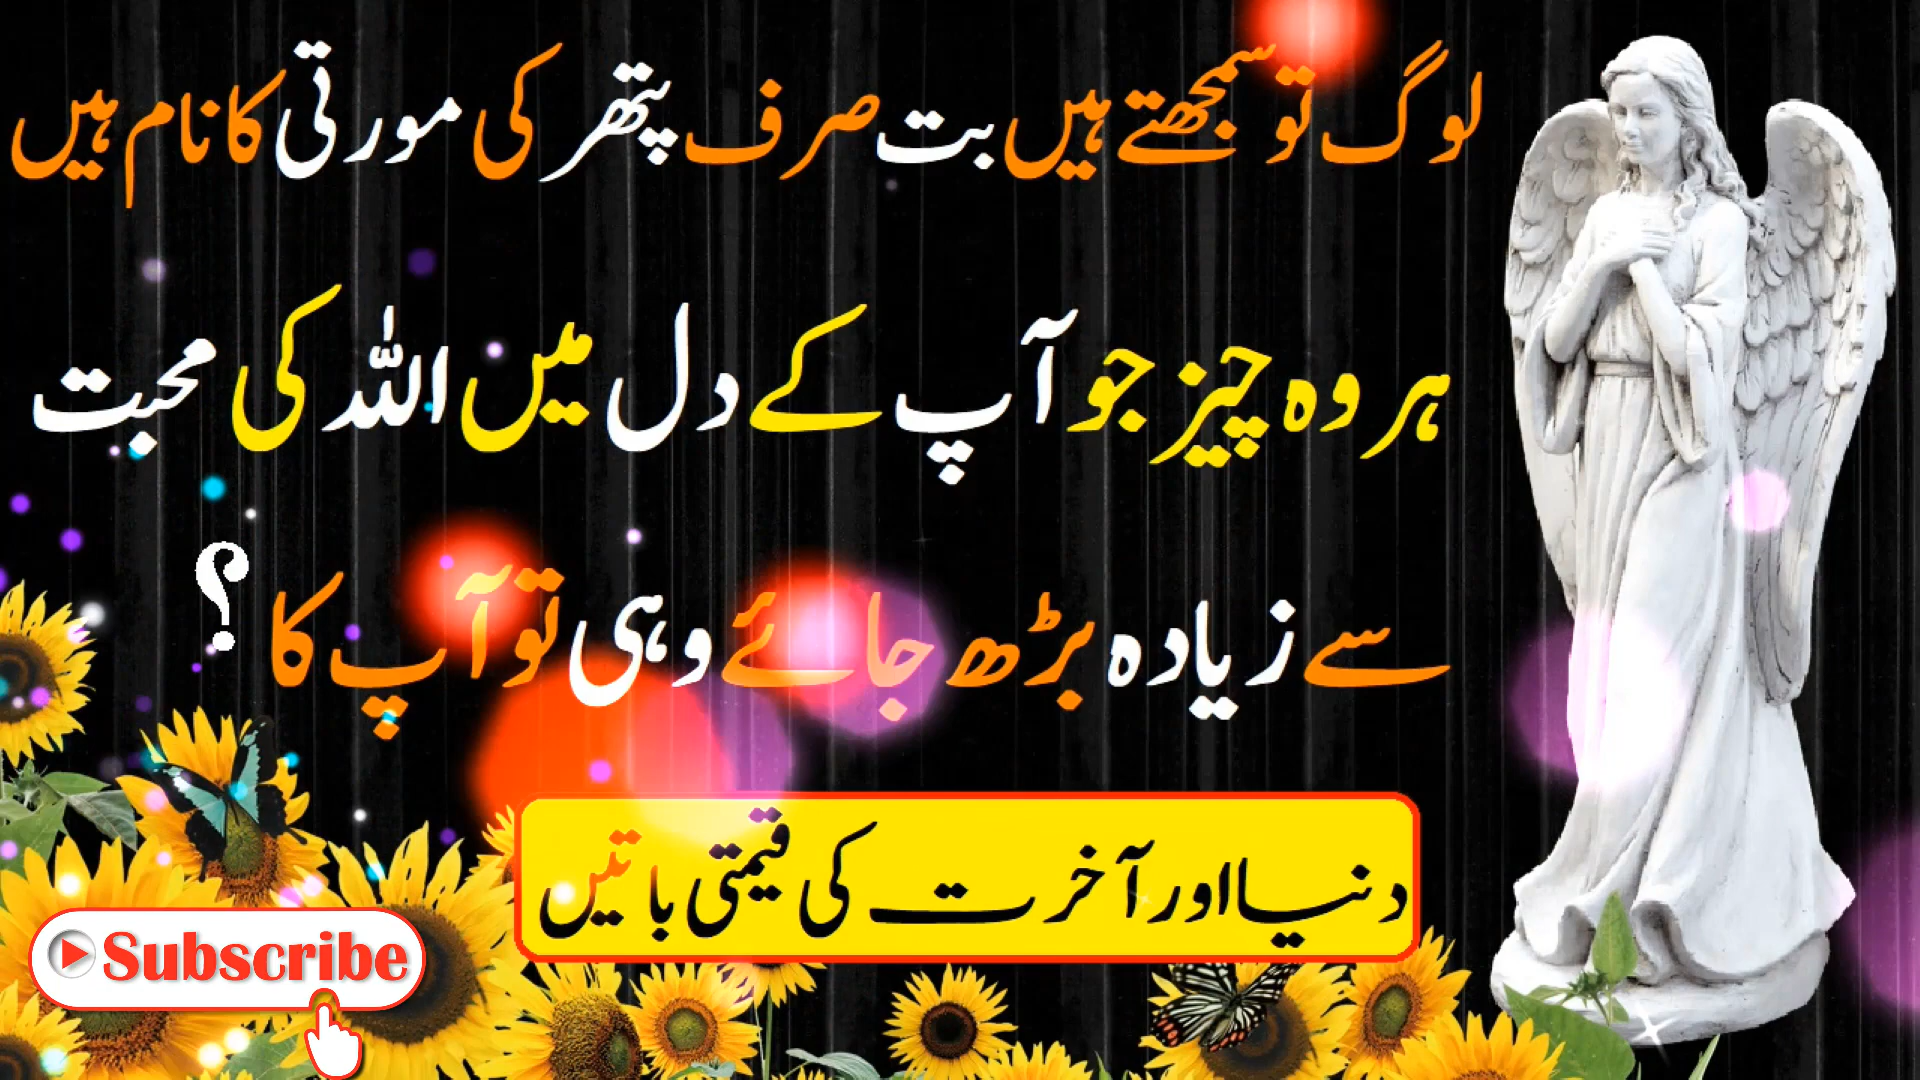 لوگ تو سمجھتے ہیں بت صرف پتھر کی مورتی کا نام ہیں
ہر وہ چیز جو آپ کے دل میں اللہ کی محبت
سے زیادہ بڑھ جائے وہی تو آپ کا ؟
دنیا اور آخرت کی قیمتی باتیں
Subscribe